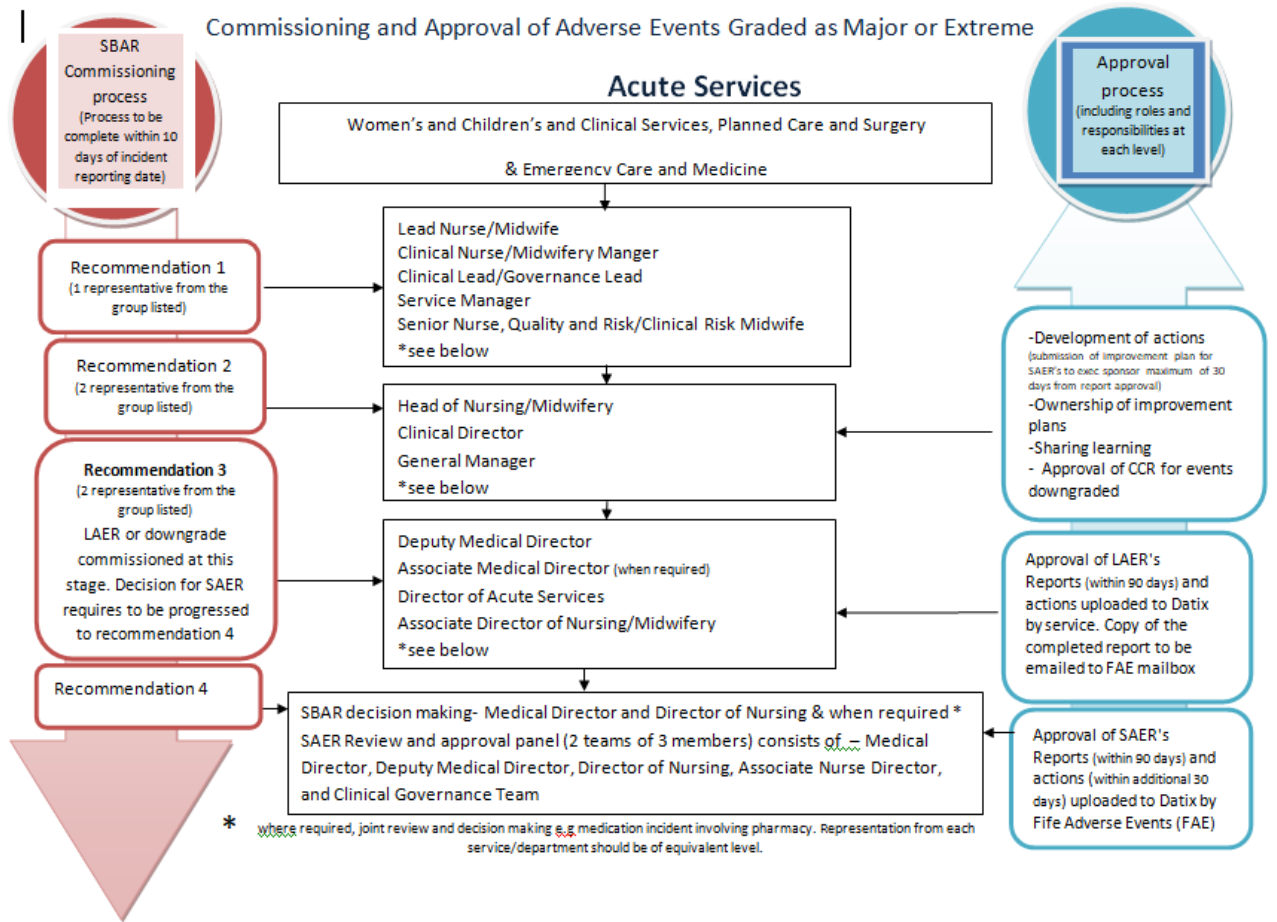 Commissioning and Approval of Adverse Events Graded as Major or Extreme
SBAR
Commissioning
process
(Process to be
complete within 10
days of incident
reporting date)
Acute Services
Approval
process
(including roles and
responsibilities at
each level)
Women's and Children's and Clinical Services, Planned Care and Surgery
& Emergency Care and Medicine
Recommendation 1
(1 representative from the
group listed)
Lead Nurse/Midwife
Clinical Nurse/Midwifery Manger
Clinical Lead/Governance Lead
Service Manager
Senior Nurse, Quality and Risk/Clinical Risk Midwife
*see below
Recommendation 2
(2 representative from the
group listed)
Head of Nursing/Midwifery
Clinical Director
General Manager
*see below
-Development of actions
(submission of improvement plan for
SAER's to exec sponsor maximum of 30
days from report approval)
-Ownership of improvement
plans
-Sharing learning
- Approval of CCR for events
downgraded
Recommendation 3
(2 representative from the
group listed)
LAER or downgrade
commissioned at this
stage. Decision for SAER
requires to be progressed
to recommendation 4
Deputy Medical Director
Associate Medical Director (when required)
Director of Acute Services
Associate Director of Nursing/Midwifery
*see below
Approval of LAER's
Reports (within 90 days) and
actions uploaded to Datix
by service. Copy of the
completed report to be
emailed to FAE mailbox
Recommendation 4
SBAR decision making- Medical Director and Director of Nursing & when required *
SAER Review and approval panel (2 teams of 3 members) consists of – Medical
Director, Deputy Medical Director, Director of Nursing, Associate Nurse Director,
and Clinical Governance Team
Approval of SAER's
Reports (within 90 days) and
actions (within additional 30
days) uploaded to Datix by
Fife Adverse Events (FAE)
* where required, joint review and decision making e.g medication incident involving pharmacy. Representation from each
service/department should be of equivalent level.